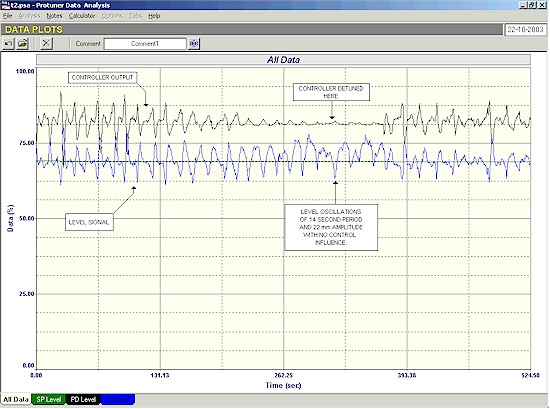 t2.psa - Protuner Data Analysis
File Analysis Notes Calculator Options Tabs Help
DATA PLOTS
22-10-2003
Comment Comment1
All Data
100.00
75.00
50.00
25.00
0.00
Data (%)
CONTROLLER OUTPUT
CONTROLLER DETUNED
HERE
LEVEL SIGNAL
LEVEL OSCILLATIONS
OF 14 SECOND PERIOD
AND 22 mm AMPLITUDE
WITH NO CONTROL
INFLUENCE.
0.00 131.13 262.25 393.38 524.50
Time (sec)
All Data SP Level PD Level